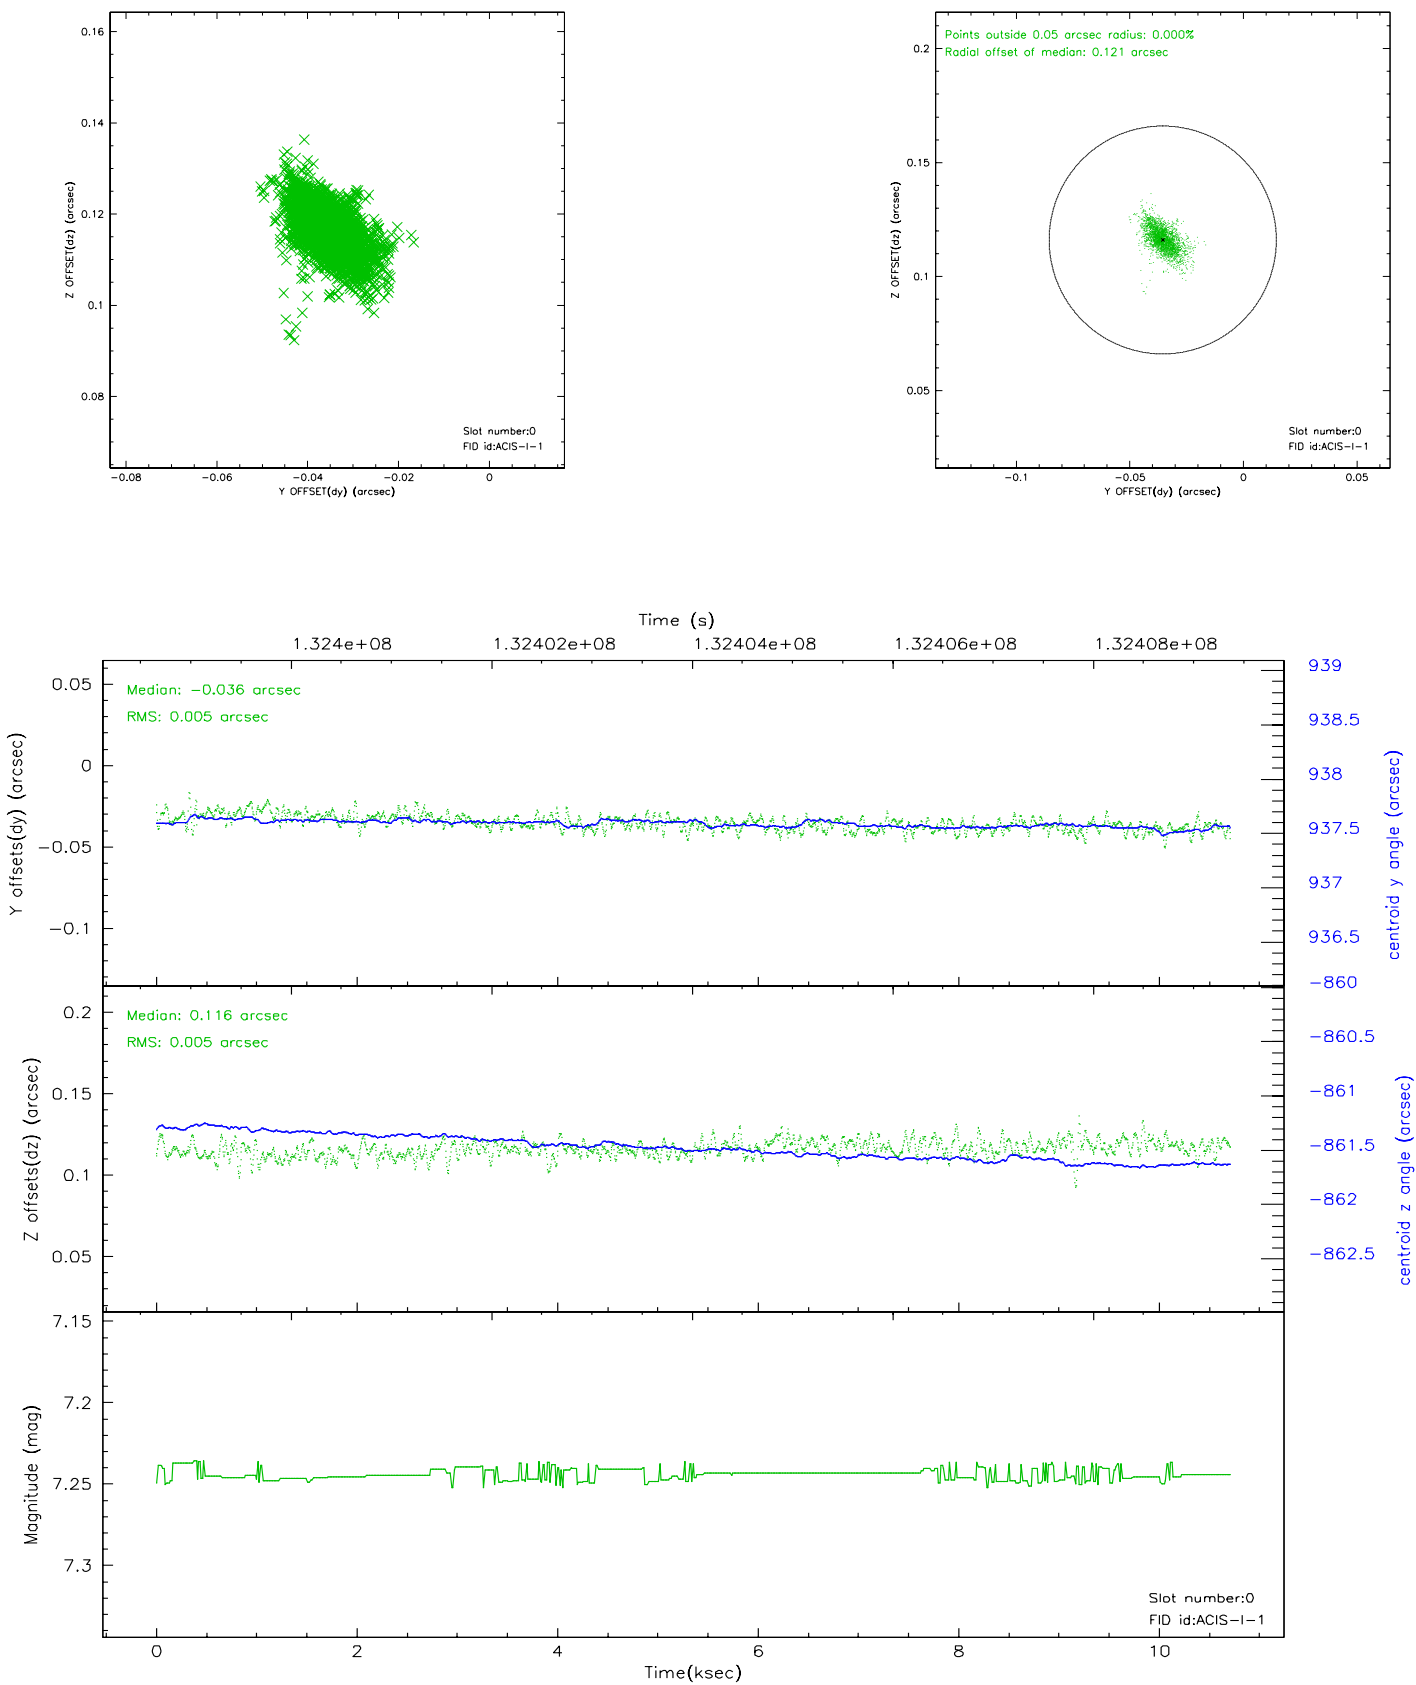 0.16
0.14
0.12
0.1
0.08
Z OFFSET(dz) (arcsec)
Slot number:0
FID id:ACIS-I-1
-0.08 -0.06 -0.04 -0.02 0
Y OFFSET(dy) (arcsec)
Points outside 0.05 arcsec radius: 0.000%
Radial offset of median: 0.121 arcsec
0.2
0.15
0.1
0.05
Z OFFSET(dz) (arcsec)
Slot number:0
FID id:ACIS-I-1
-0.1 -0.05 0 0.05
Y OFFSET(dy) (arcsec)
Time (s)
1.324e+08 1.32402e+08 1.32404e+08 1.32406e+08 1.32408e+08
Median: -0.036 arcsec
RMS: 0.005 arcsec
0.05
0
-0.05
-0.1
Y offsets(dy) (arcsec)
939
938.5
938
937.5
937
936.5
centroid y angle (arcsec)
Median: 0.116 arcsec
RMS: 0.005 arcsec
0.2
0.15
0.1
0.05
Z offsets(dz) (arcsec)
-860
-860.5
-861
-861.5
-862
-862.5
centroid z angle (arcsec)
7.15
7.2
7.25
7.3
Magnitude (mag)
Slot number:0
FID id:ACIS-I-1
0 2 4 6 8 10
Time(ksec)